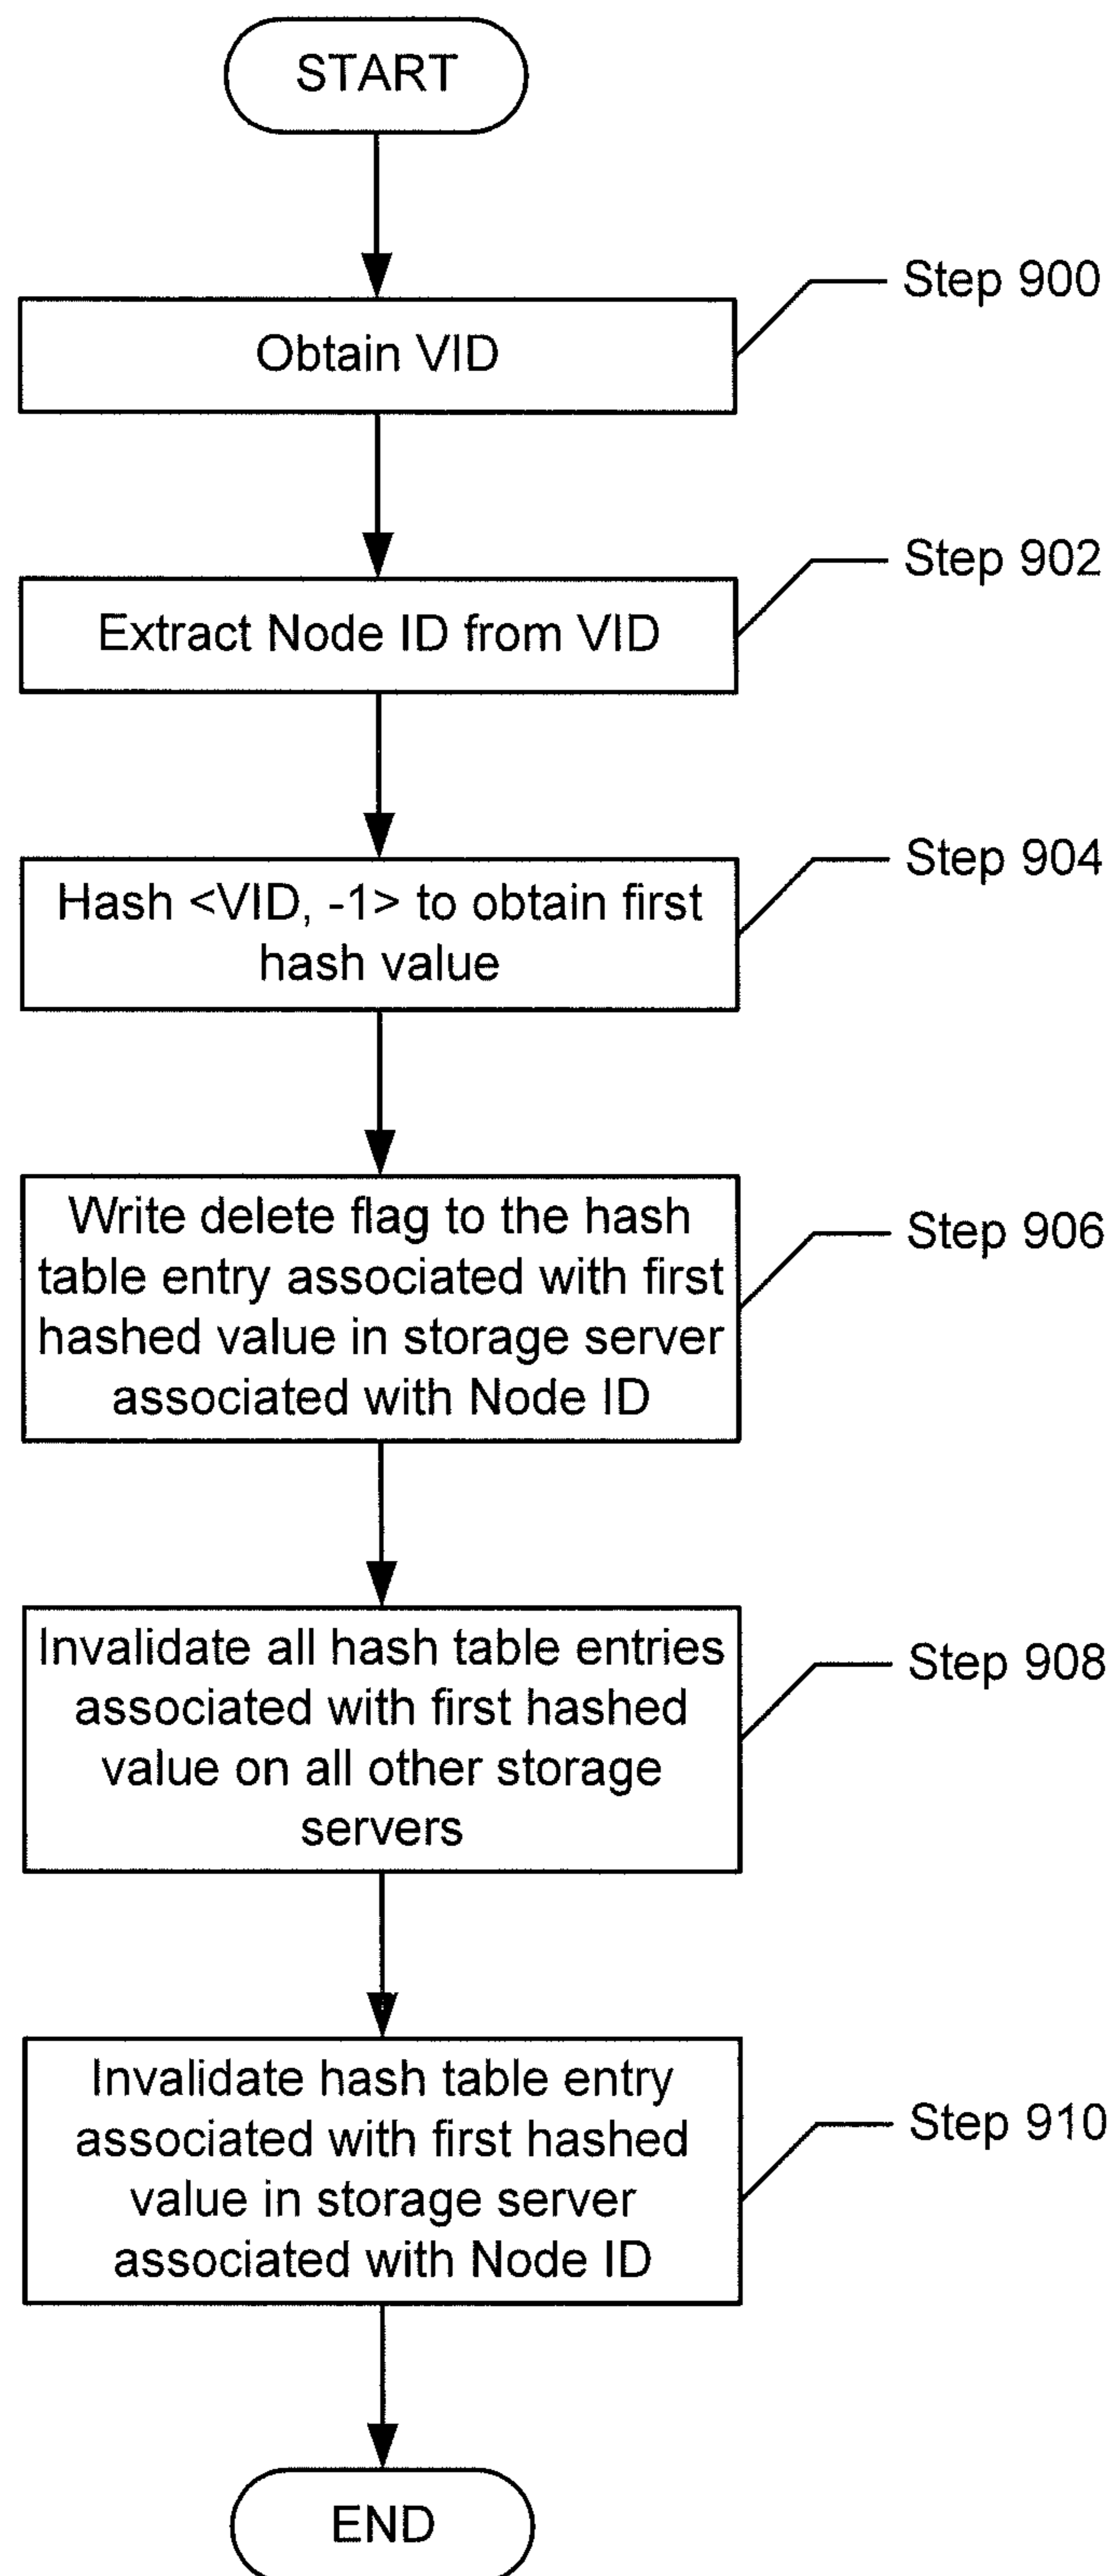 START
Step 900
Obtain VID
Step 902
Extract Node ID from VID
Step 904
Hash <VID, -1> to obtain first
hash value
Step 906
Write delete flag to the hash
table entry associated with first
hashed value in storage server
associated with Node ID
Step 908
Invalidate all hash table entries
associated with first hashed
value on all other storage
servers
Step 910
Invalidate hash table entry
associated with first hashed
value in storage server
associated with Node ID
END